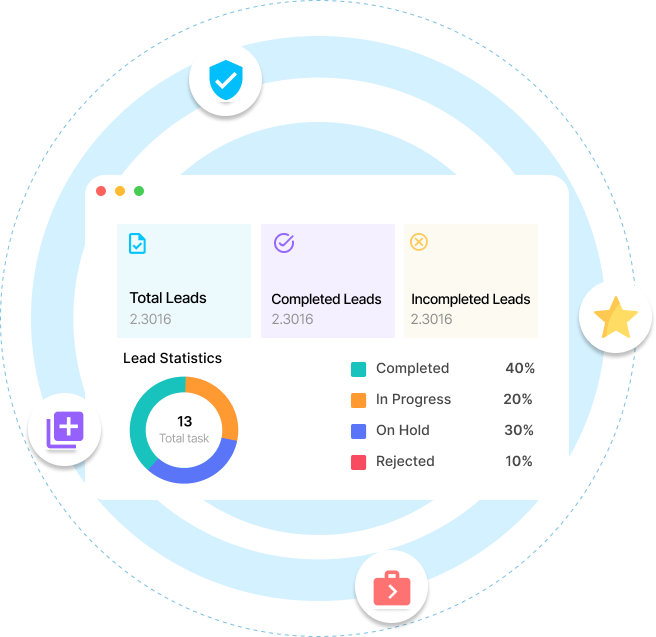 Total Leads
2.3016
Completed Leads
2.3016
Incompleted Leads
2.3016
Lead Statistics
13
Total task
Completed 40%
In Progress 20%
On Hold 30%
Rejected 10%